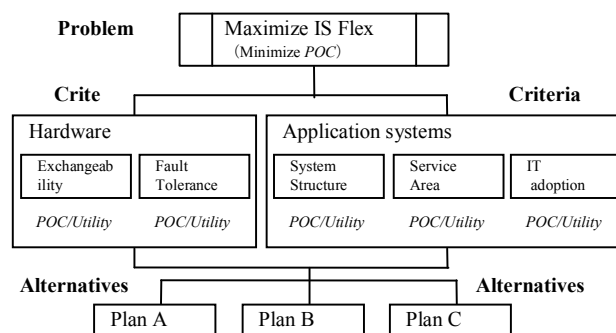 Problem
Maximize IS Flex
(Minimize POC)
Crite
Criteria
Hardware
Application systems
Exchangeab
ility
Fault
Tolerance
System
Structure
Service
Area
IT
adoption
POC/Utility
POC/Utility
POC/Utility
POC/Utility
POC/Utility
Alternatives
Alternatives
Plan A
Plan B
Plan C